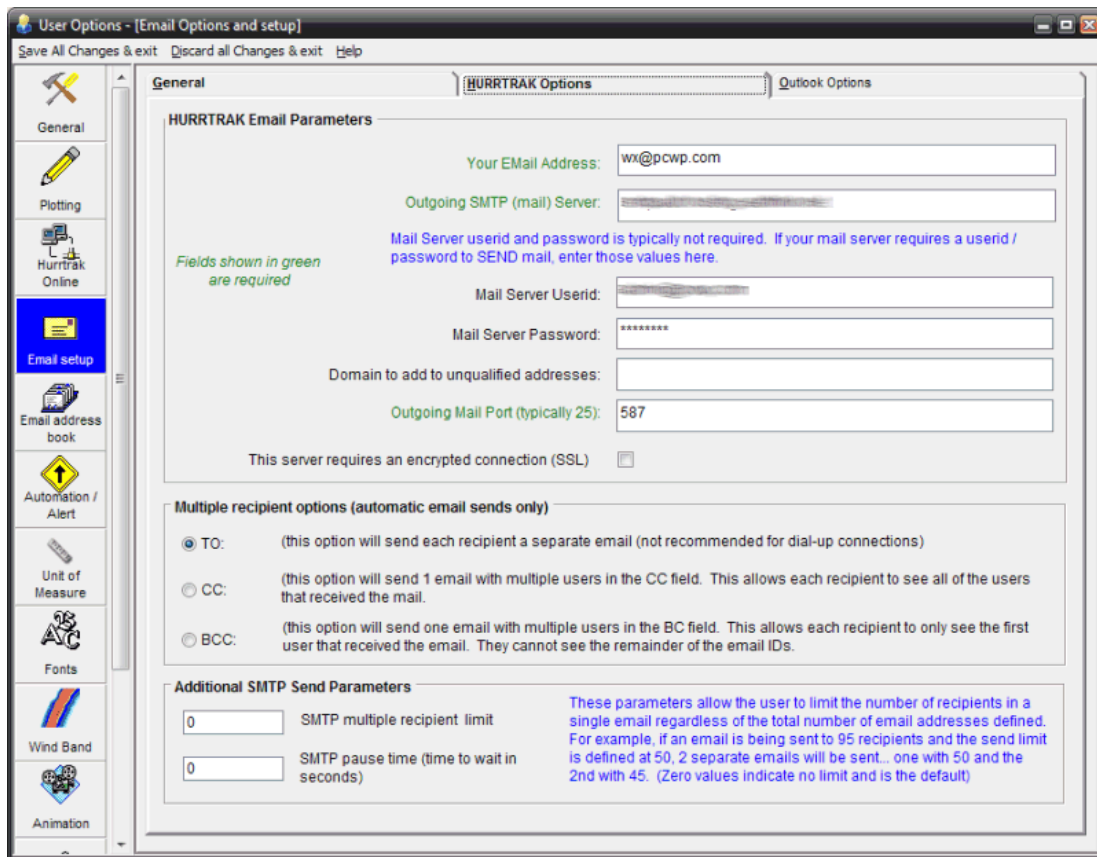 User Options - [Email Options and setup]
Save All Changes & exit Discard all Changes & exit Help
General
Plotting
Hurrtrak
Online
Email setup
Email address
book
Automation /
Alert
Unit of
Measure
Fonts
Wind Band
Animation
General HURRTRAK Options Outlook Options
HURRTRAK Email Parameters
Your EMail Address: wx@pcwp.com
Outgoing SMTP (mail) Server:
Mail Server userid and password is typically not required. If your mail server requires a userid /
password to SEND mail, enter those values here.
Fields shown in green
are required
Mail Server Userid:
Mail Server Password: ********
Domain to add to unqualified addresses:
Outgoing Mail Port (typically 25): 587
This server requires an encrypted connection (SSL)
Multiple recipient options (automatic email sends only)
TO: (this option will send each recipient a separate email (not recommended for dial-up connections)
CC: (this option will send 1 email with multiple users in the CC field. This allows each recipient to see all of the users
that received the mail.
BCC: (this option will send one email with multiple users in the BC field. This allows each recipient to only see the first
user that received the email. They cannot see the remainder of the email IDs.
Additional SMTP Send Parameters
0 SMTP multiple recipient limit
0 SMTP pause time (time to wait in
seconds)
These parameters allow the user to limit the number of recipients in a
single email regardless of the total number of email addresses defined.
For example, if an email is being sent to 95 recipients and the send limit
is defined at 50, 2 separate emails will be sent... one with 50 and the
2nd with 45. (Zero values indicate no limit and is the default)